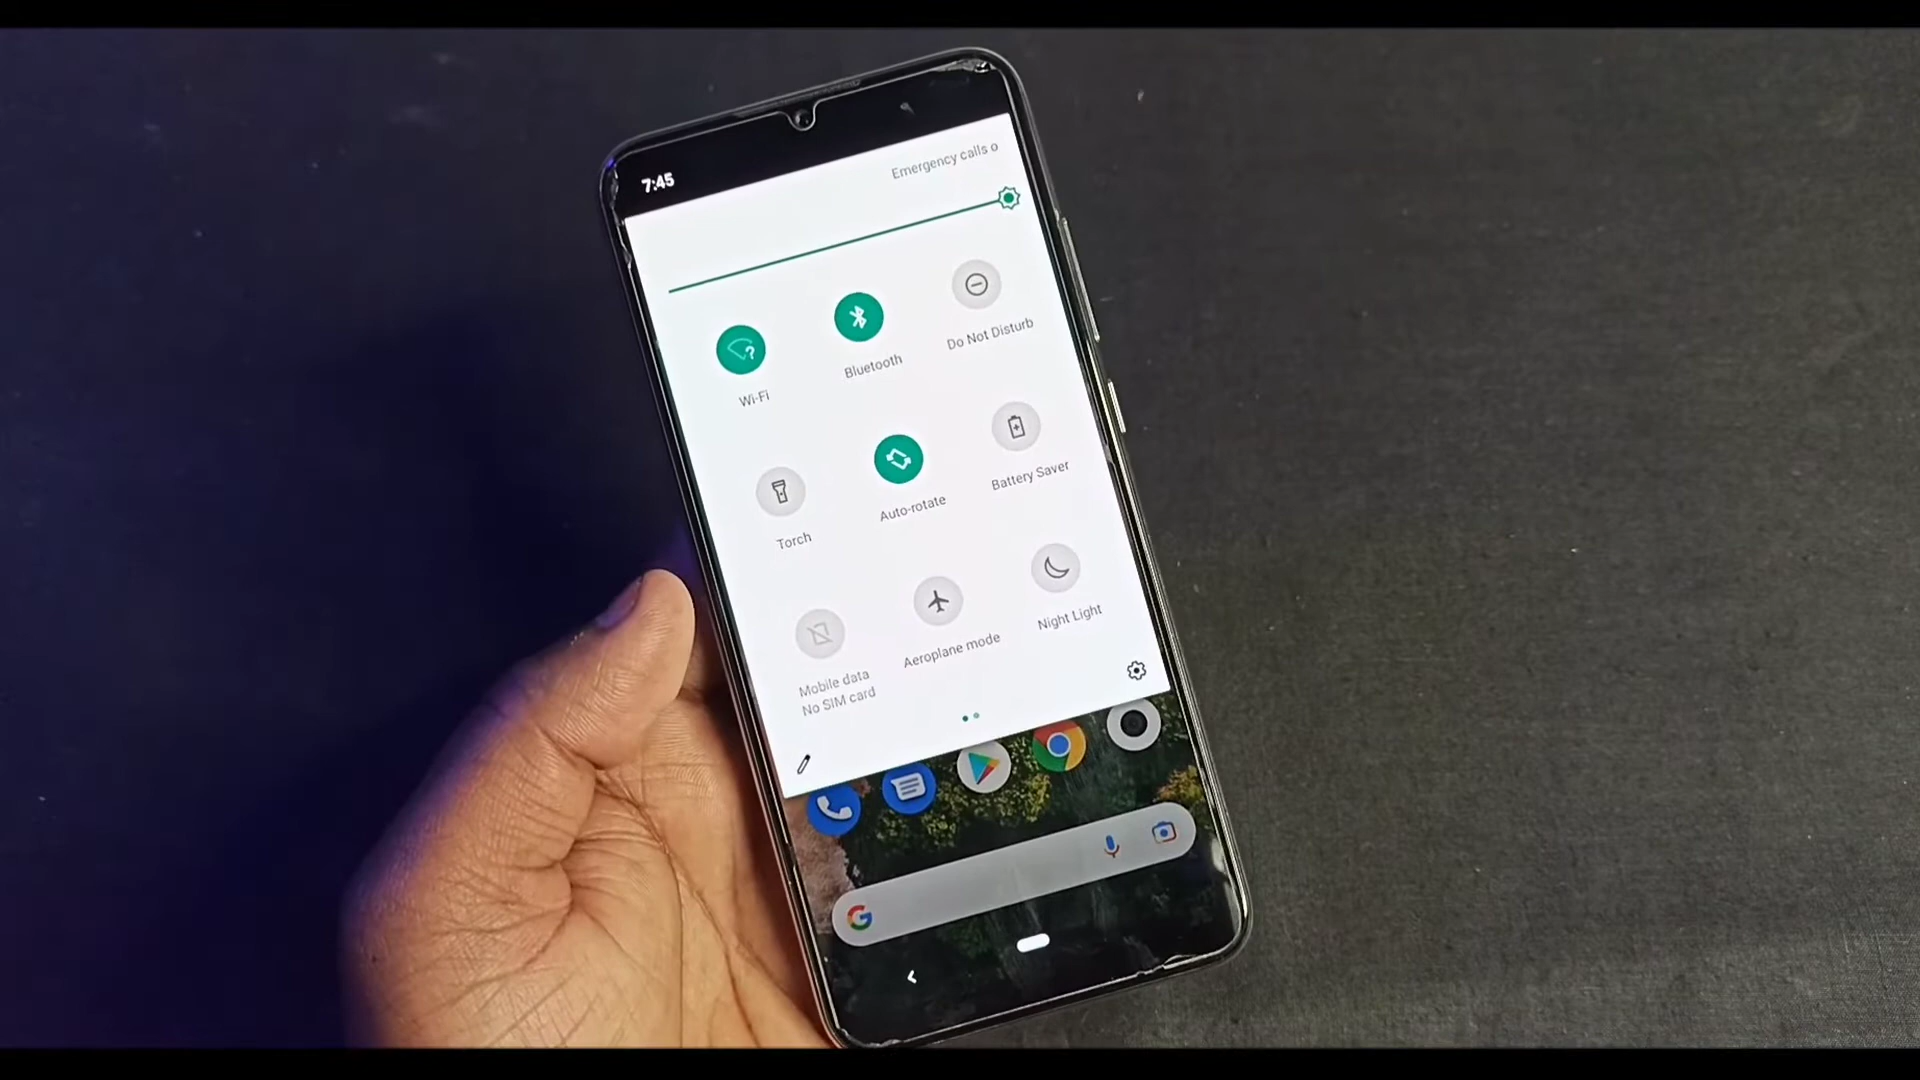 7:45
Emergency calls o
Wi-Fi
Bluetooth
Do Not Disturb
Torch
Auto-rotate
Battery Saver
Mobile data
No SIM card
Aeroplane mode
Night Light